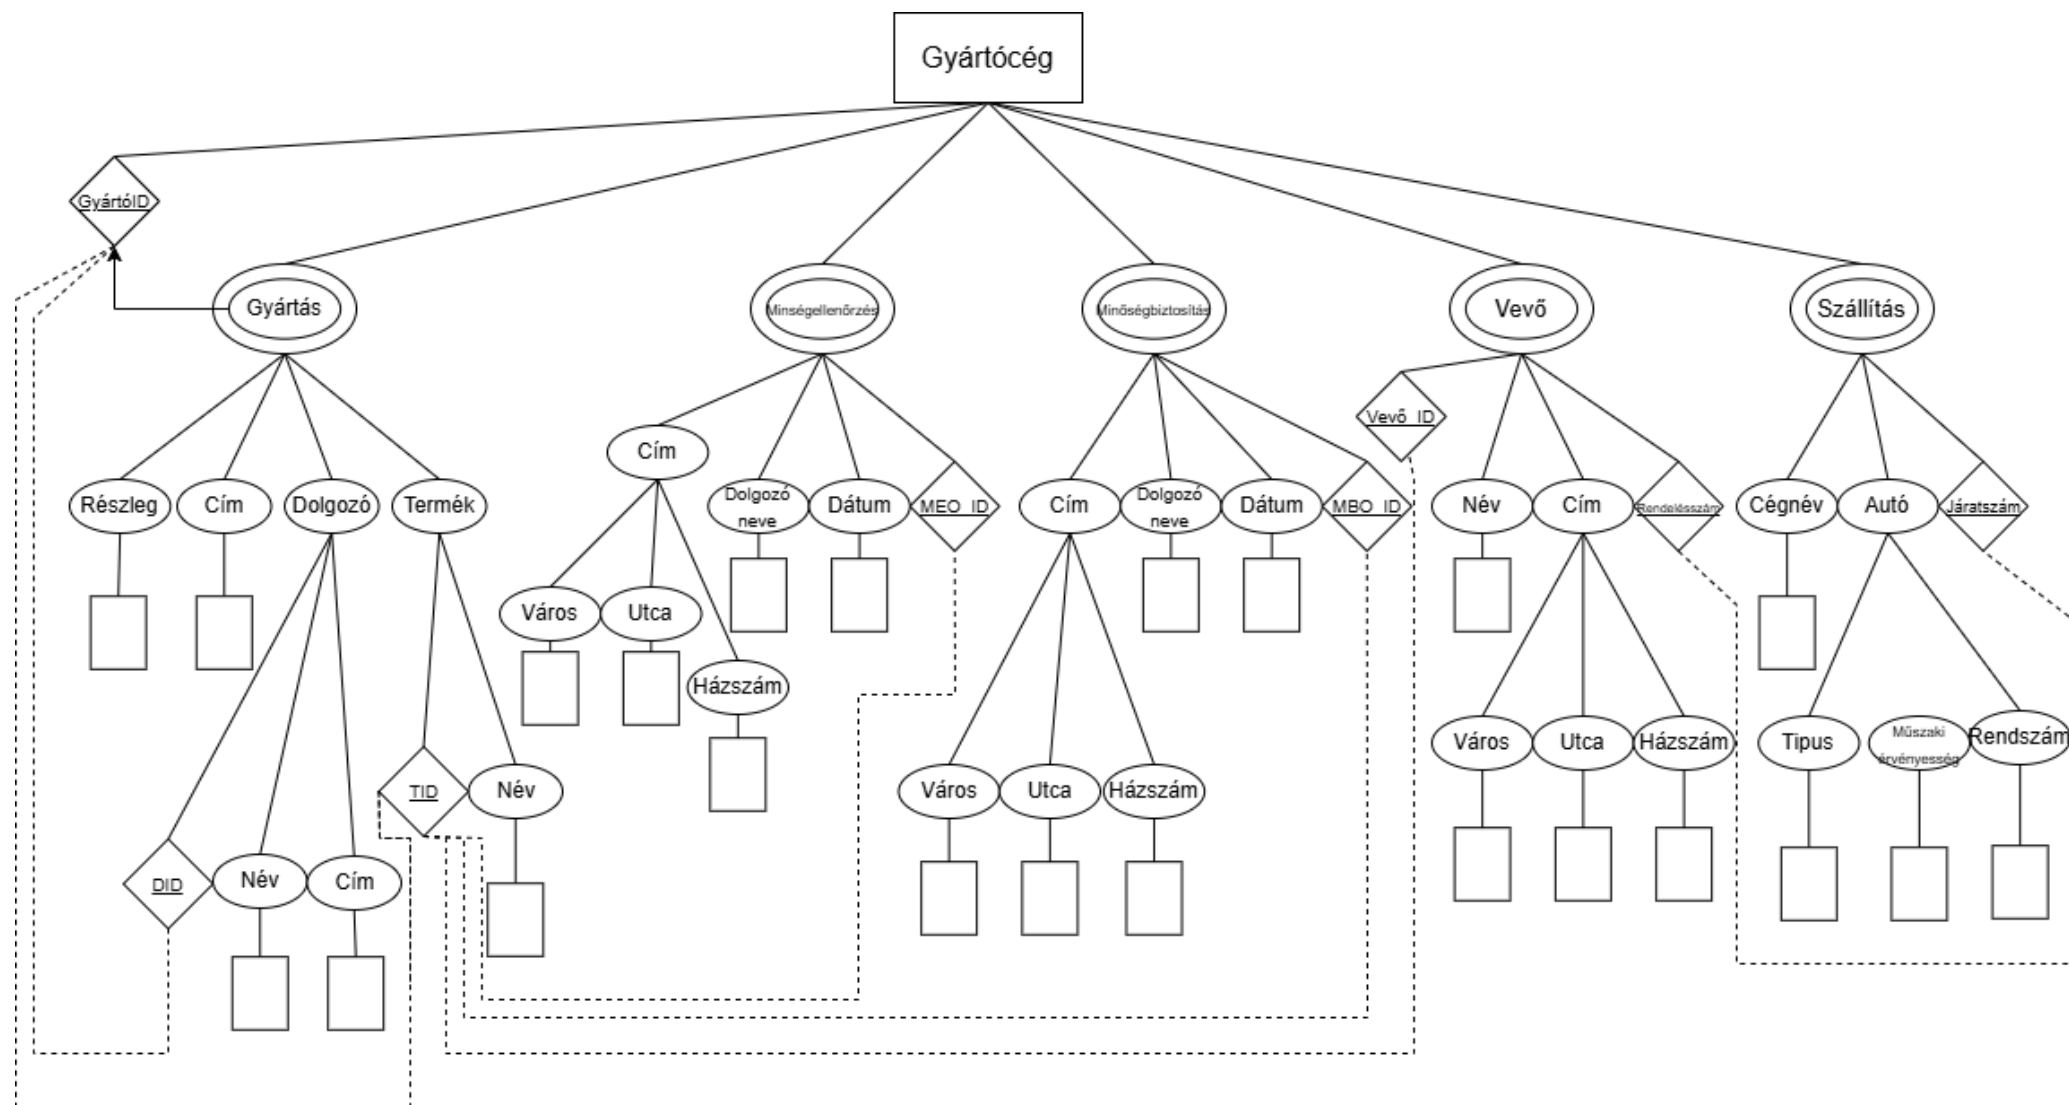 Gyártócég
GyártóID
Gyártás
Minségellenőrzés
Minőségbiztosítás
Vevő
Szállítás
Vevő_ID
Cím
Részleg
Cím
Dolgozó
Termék
Dolgozó
neve
Dátum
MEO_ID
Cím
Dolgozó
neve
Dátum
MBO_ID
Név
Cím
Rendelésszám
Cégnév
Autó
Járatszám
Város
Utca
Házszám
TID
Név
Város
Utca
Házszám
Város
Utca
Házszám
Tipus
Műszaki
érvényesség
Rendszám
DID
Név
Cím